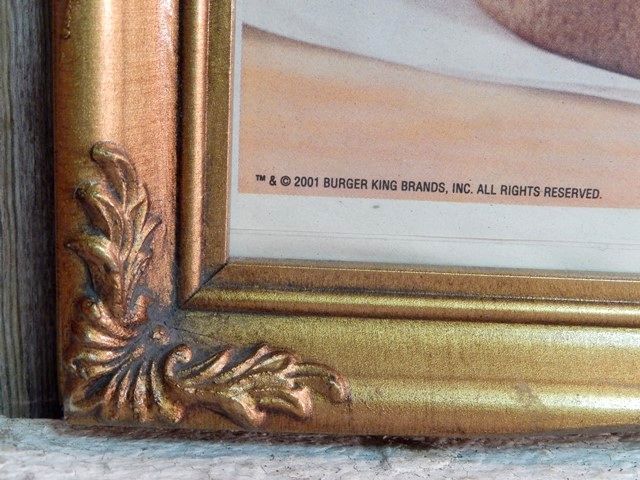 ™ & © 2001 BURGER KING BRANDS, INC. ALL RIGHTS RESERVED.